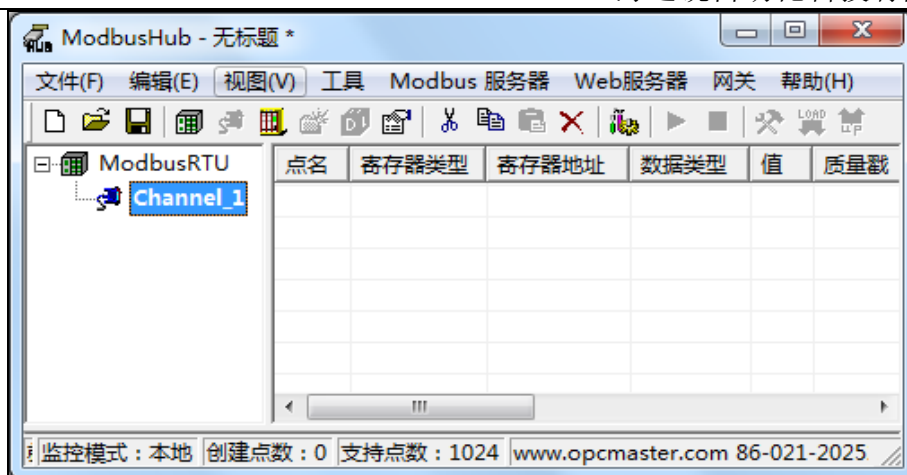 ModbusHub - 无标题 *
文件(F) 编辑(E) 视图(V) 工具 Modbus 服务器 Web服务器 网关 帮助(H)
ModbusRTU
Channel_1
点名 寄存器类型 寄存器地址 数据类型 值 质量戳
监控模式：本地 创建点数：0 支持点数：1024 www.opcmaster.com 86-021-2025